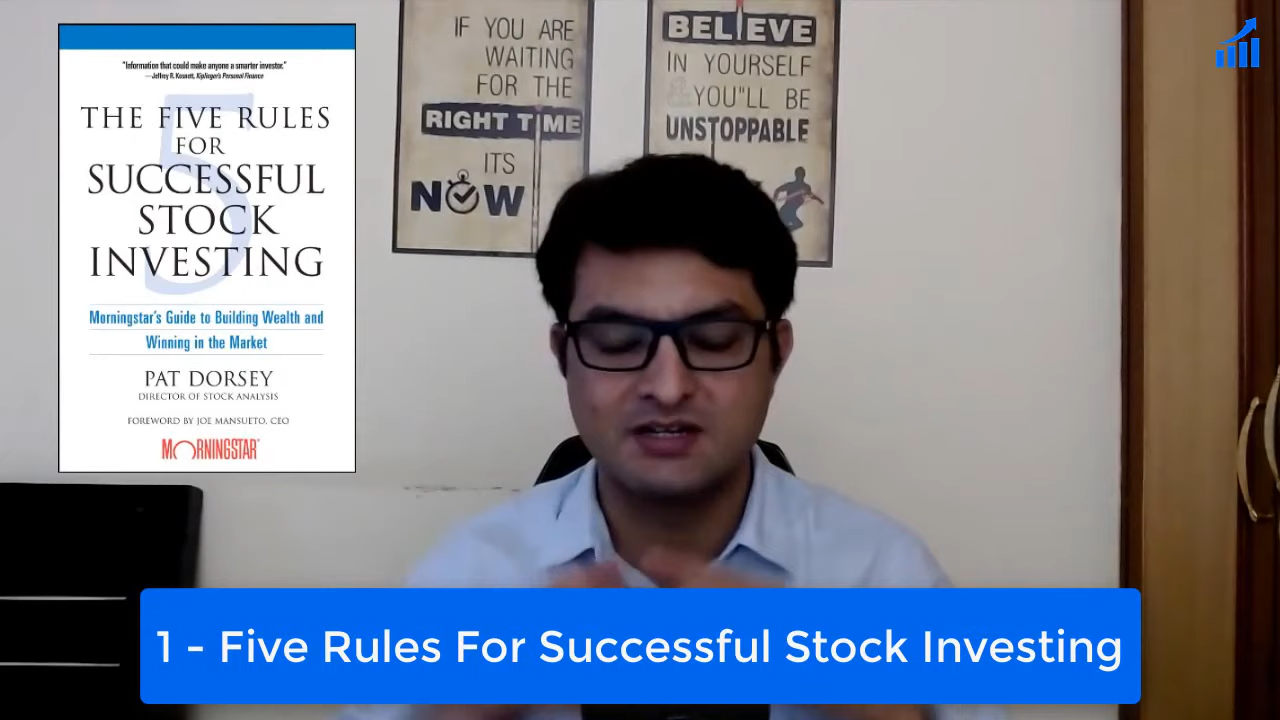 "Information that could make anyone a smarter investor."
—Jeffrey R. Kosnett, Kiplinger's Personal Finance
5
THE FIVE RULES
FOR
SUCCESSFUL
STOCK
INVESTING
Morningstar's Guide to Building Wealth and
Winning in the Market
PAT DORSEY
DIRECTOR OF STOCK ANALYSIS
FOREWORD BY JOE MANSUETO, CEO
MORNINGSTAR®
IF YOU ARE
WAITING
FOR THE
RIGHT TIME
ITS
NOW
BELIEVE
IN YOURSELF
& YOU"LL BE
UNSTOPPABLE
1 - Five Rules For Successful Stock Investing